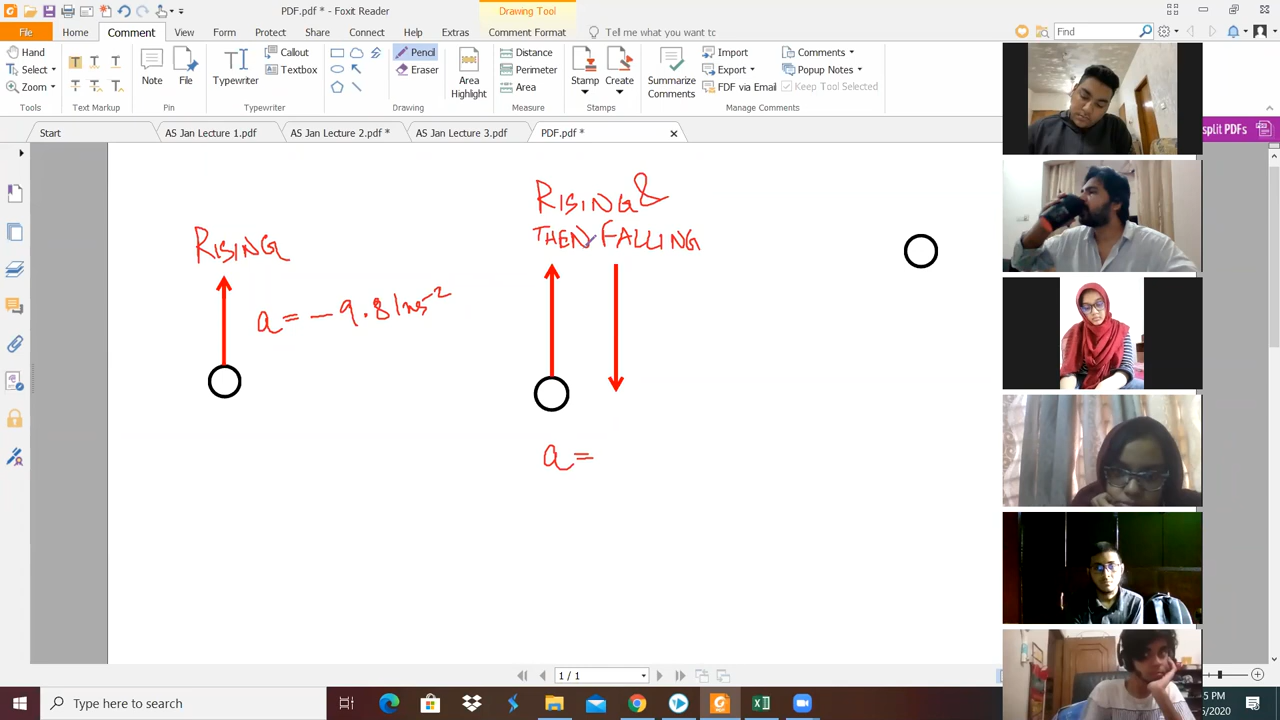 PDF.pdf * - Foxit Reader
Drawing Tool
File
Home
Comment
View
Form
Protect
Share
Connect
Help
Extras
Comment Format
Tell me what you want to
Find
Hand
Select
Zoom
Tools
Text Markup
Note
File
Pin
Typewriter
Callout
Textbox
Typewriter
Pencil
Eraser
Drawing
Area
Highlight
Distance
Perimeter
Area
Measure
Stamp
Create
Stamps
Summarize
Comments
Import
Export
FDF via Email
Comments
Popup Notes
Keep Tool Selected
Manage Comments
Start
AS Jan Lecture 1.pdf
AS Jan Lecture 2.pdf *
AS Jan Lecture 3.pdf
PDF.pdf *
split PDFs
RISING
a = -9.81ms⁻²
RISING &
THEN FALLING
a =
1 / 1
Type here to search
5 PM
/2020